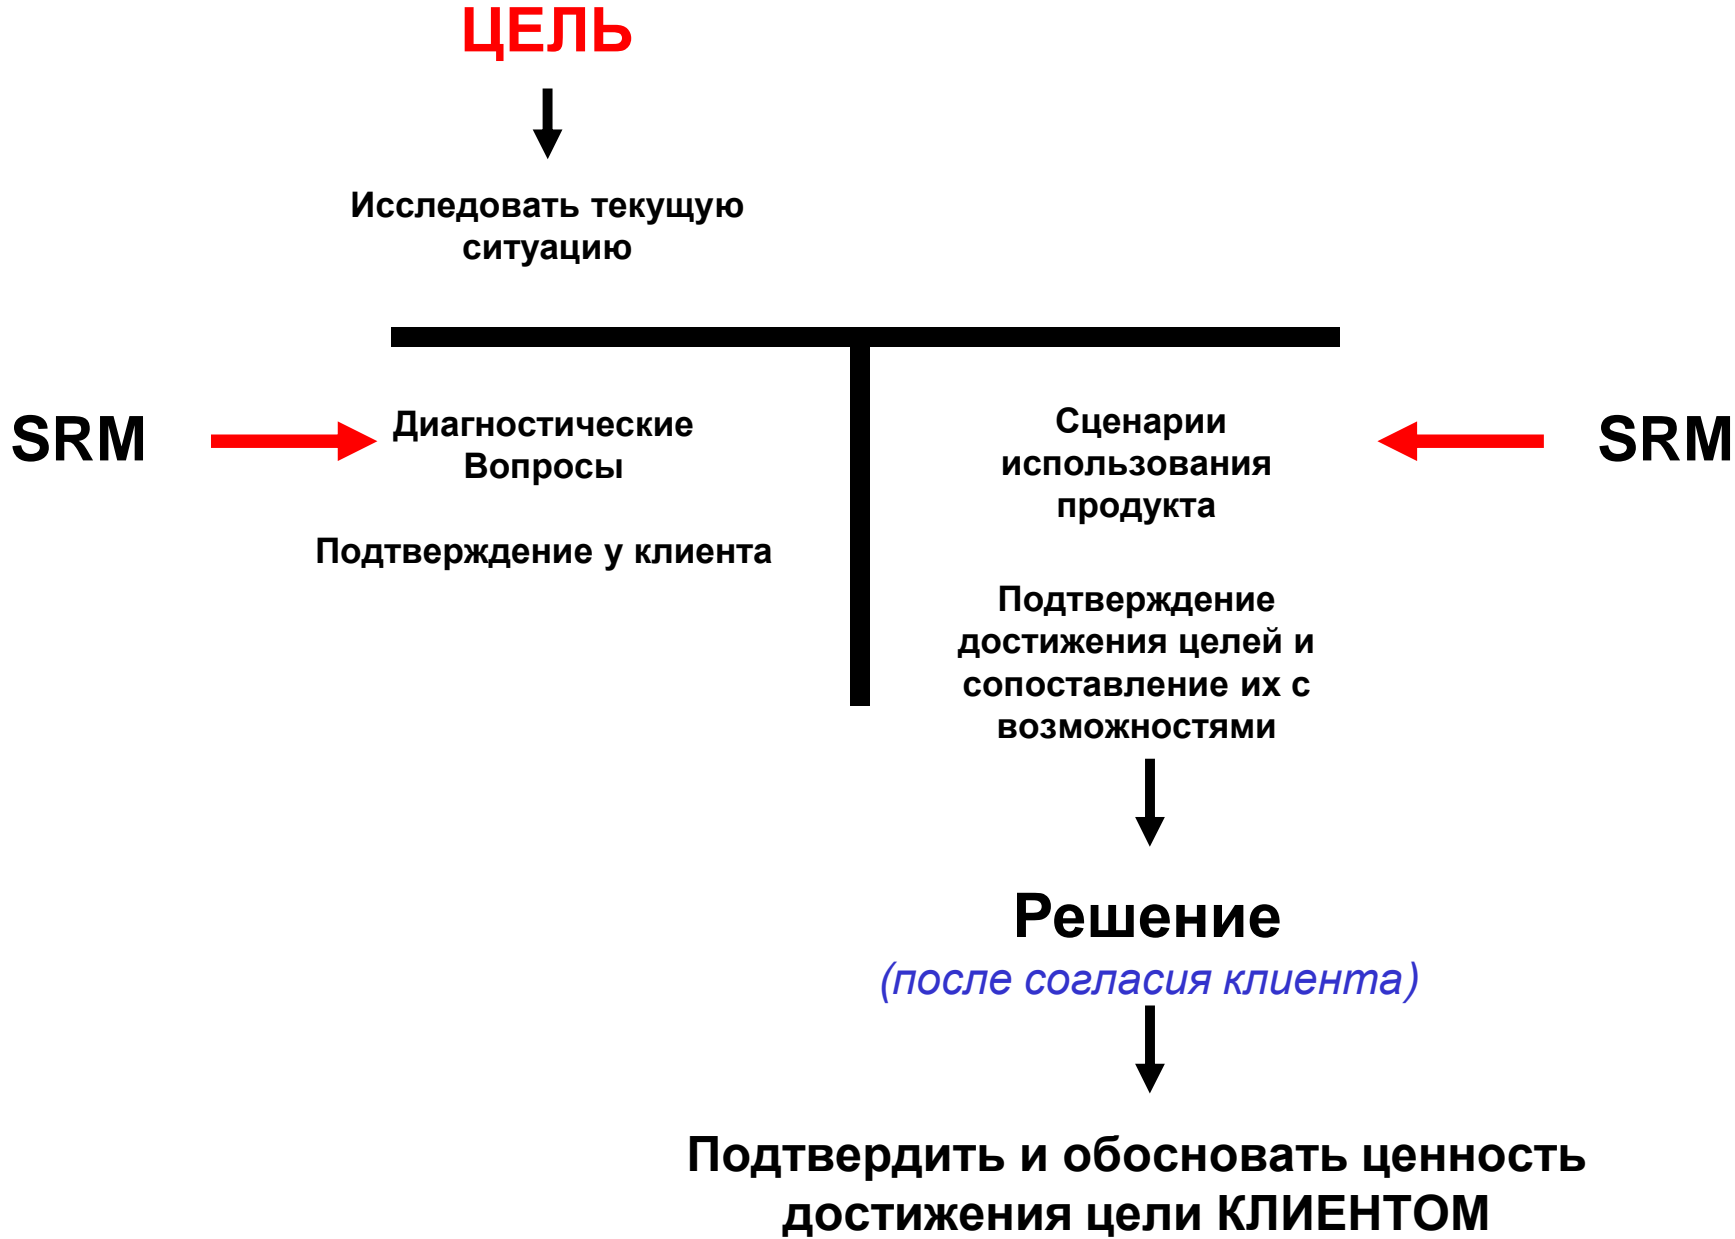 ЦЕЛЬ
Исследовать текущую
ситуацию
SRM
Диагностические
Вопросы
Подтверждение у клиента
Сценарии
использования
продукта
SRM
Подтверждение
достижения целей и
сопоставление их с
возможностями
Решение
(после согласия клиента)
Подтвердить и обосновать ценность
достижения цели КЛИЕНТОМ